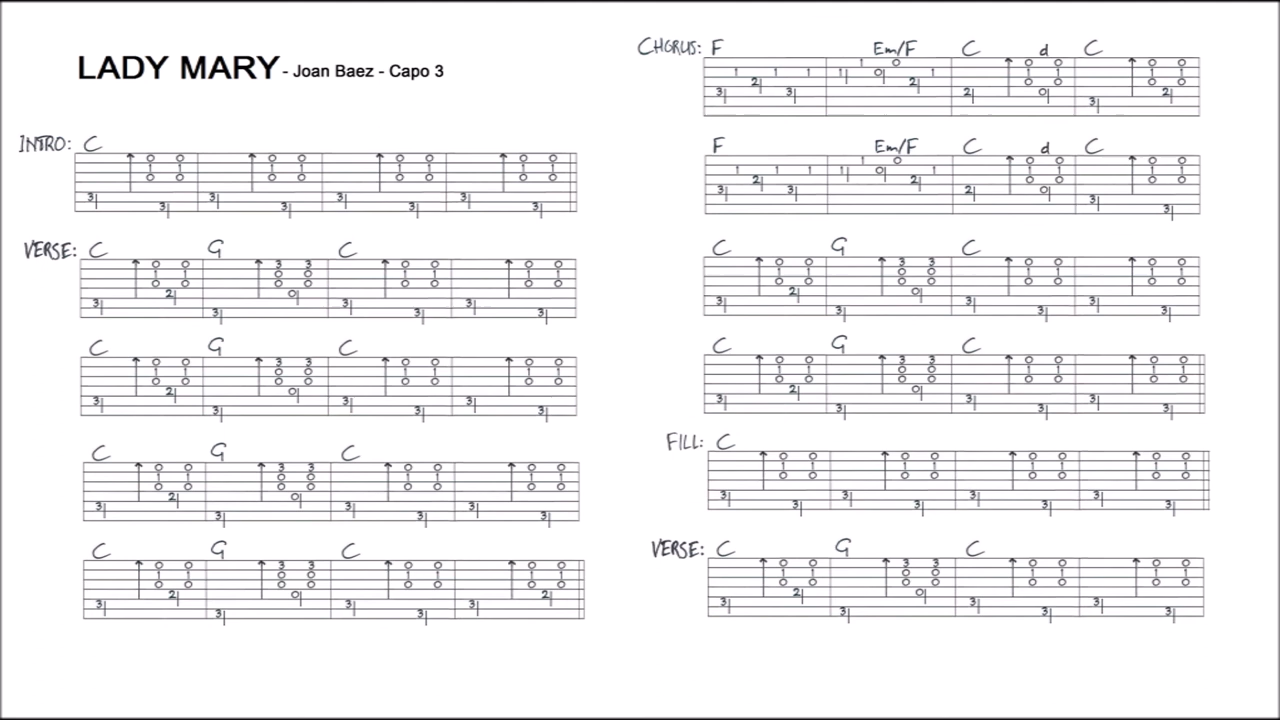 LADY MARY - Joan Baez - Capo 3
INTRO: C
VERSE: C G C
C G C
C G C
C G C
CHORUS: F Em/F C d C
F Em/F C d C
C G C
C G C
FILL: C
VERSE: C G C